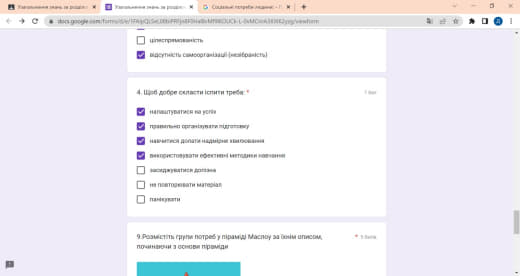 Узагальнення знань за розділ
Узагальнення знань за розділ
Соціальні потреби людини: – Г
docs.google.com/forms/d/e/
/viewform
цілеспрямованість
відсутність самоорганізації (незібраність)
4. Щоб добре скласти іспити треба: *
1 бал
налаштуватися на успіх
правильно організувати підготовку
навчитися долати надмірне хвилювання
використовувати ефективні методики навчання
засиджуватися допізна
не повторювати матеріал
панікувати
9.Розмістіть групи потреб у піраміді Маслоу за їхнім описом,
* 5 балів
починаючи з основи піраміди